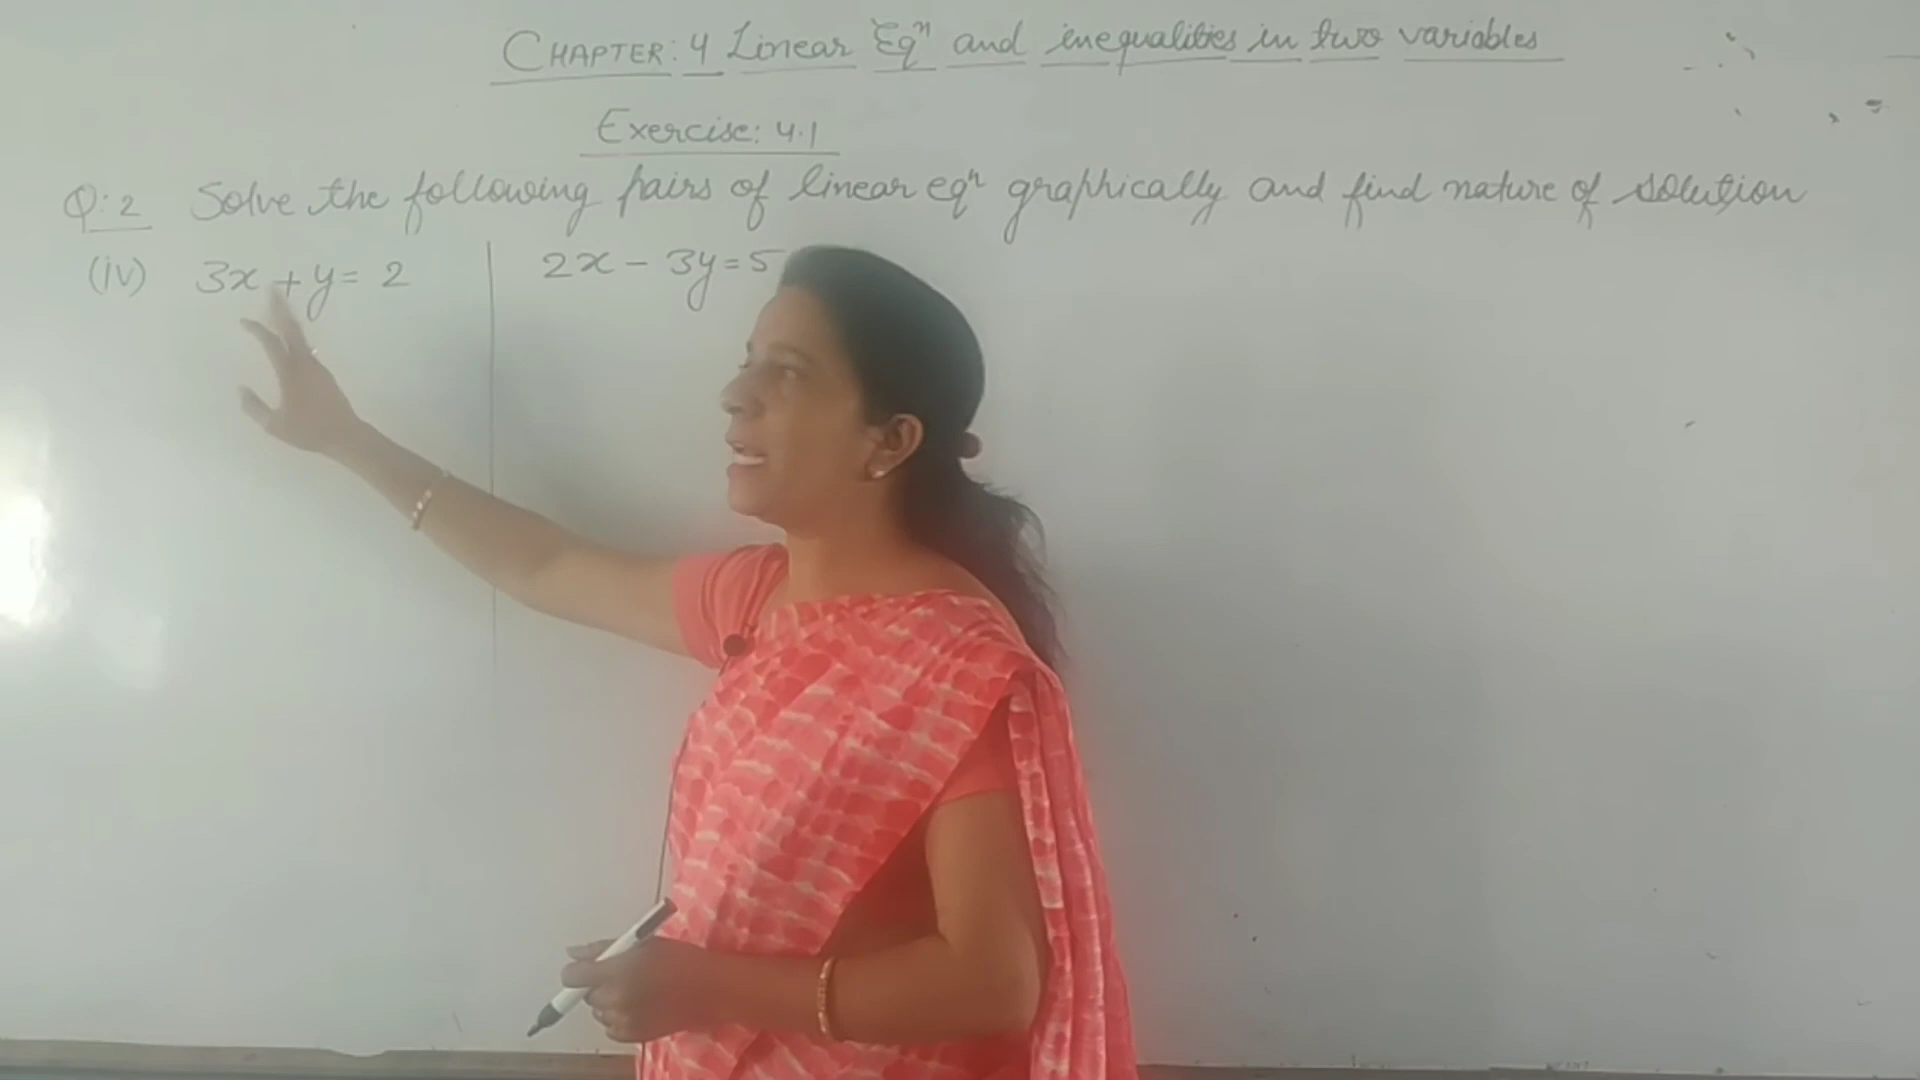 CHAPTER: 4 Linear Eqⁿ and inequalities in two variables
Exercise: 4.1
Q:2 Solve the following pairs of linear eqⁿ graphically and find nature of solution
(iv) 3x + y = 2 2x - 3y = 5